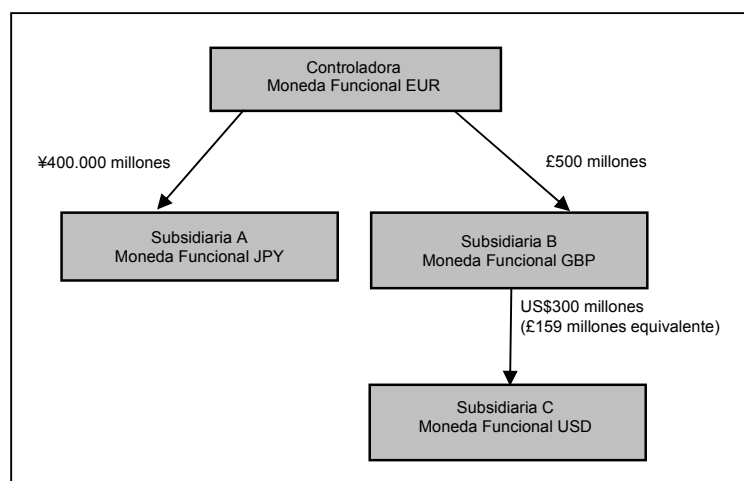 Controladora
Moneda Funcional EUR
¥400.000 millones
£500 millones
Subsidiaria A
Moneda Funcional JPY
Subsidiaria B
Moneda Funcional GBP
US$300 millones
(£159 millones equivalente)
Subsidiaria C
Moneda Funcional USD